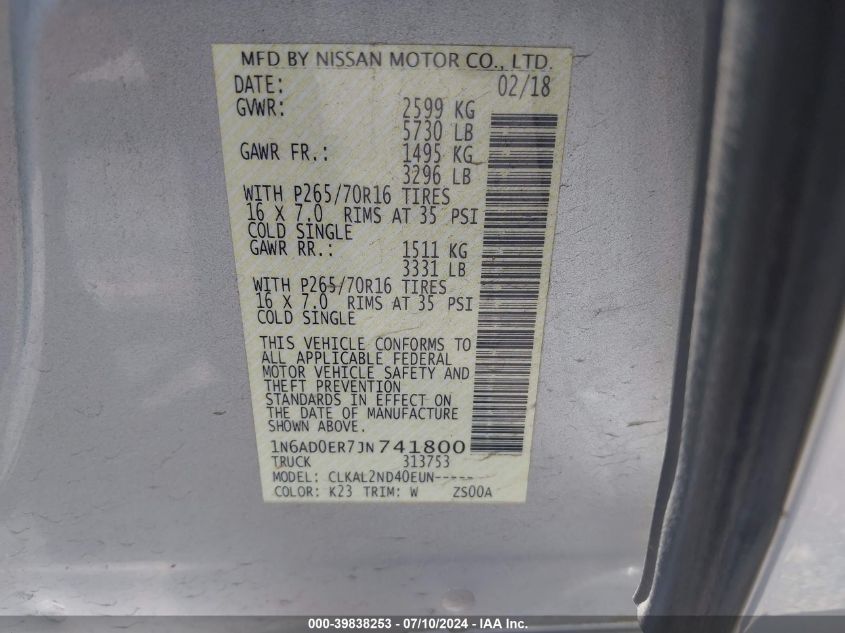 MFD BY NISSAN MOTOR CO., LTD.
DATE: 02/18
GVWR: 2599 KG
5730 LB
GAWR FR.: 1495 KG
3296 LB
WITH P265/70R16 TIRES
16 X 7.0 RIMS AT 35 PSI
COLD SINGLE
GAWR RR.: 1511 KG
3331 LB
WITH P265/70R16 TIRES
16 X 7.0 RIMS AT 35 PSI
COLD SINGLE
THIS VEHICLE CONFORMS TO
ALL APPLICABLE FEDERAL
MOTOR VEHICLE SAFETY AND
THEFT PREVENTION
STANDARDS IN EFFECT ON
THE DATE OF MANUFACTURE
SHOWN ABOVE.
1N6AD0ER7JN741800
TRUCK 313753
MODEL: CLKAL2ND40EUN-----
COLOR: K23 TRIM: W ZS00A
000-39838253 - 07/10/2024 - IAA Inc.